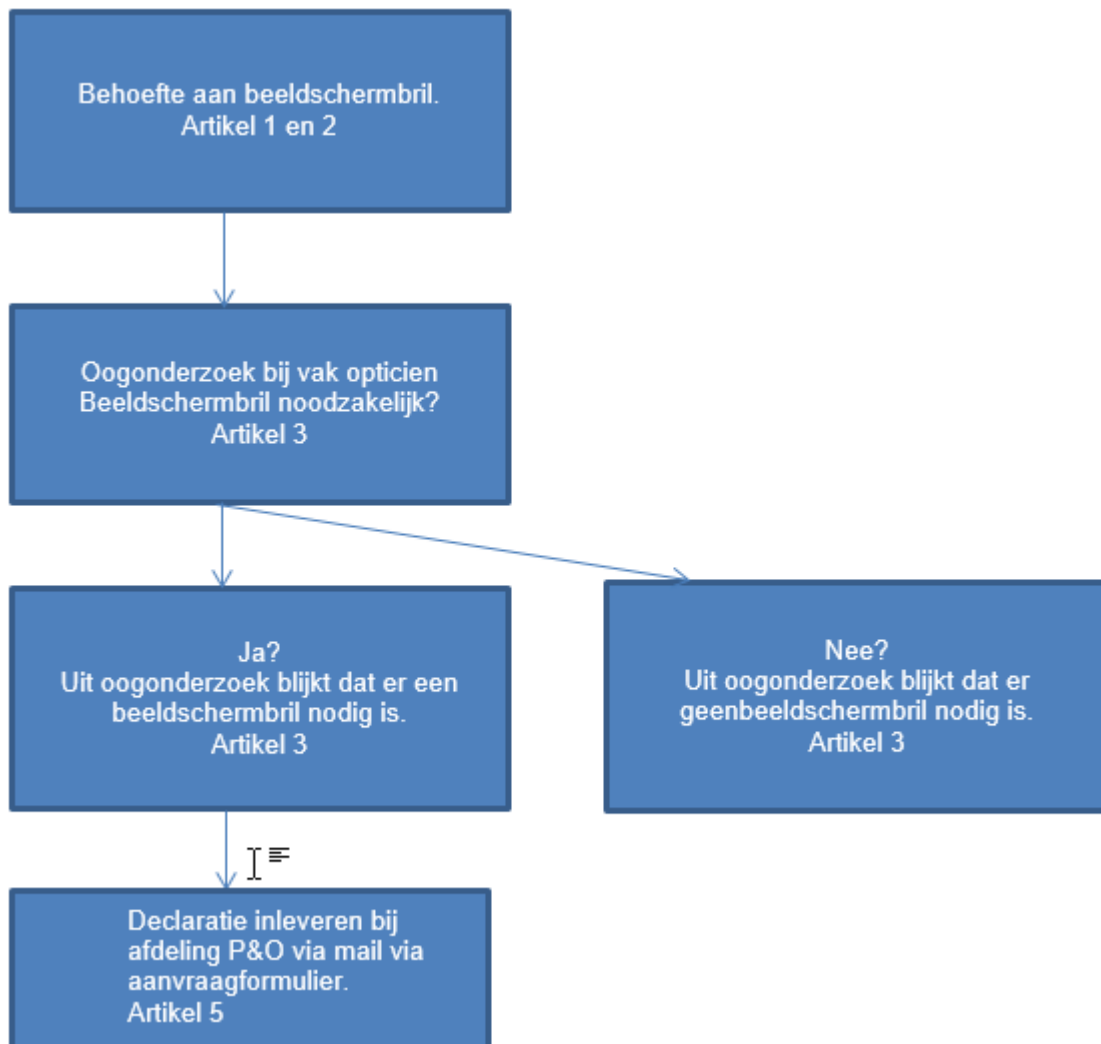 Behoefte aan beeldschermbril.
Artikel 1 en 2
Oogonderzoek bij vak opticien
Beeldschermbril noodzakelijk?
Artikel 3
Ja?
Uit oogonderzoek blijkt dat er een
beeldschermbril nodig is.
Artikel 3
Nee?
Uit oogonderzoek blijkt dat er
geenbeeldschermbril nodig is.
Artikel 3
Declaratie inleveren bij
afdeling P&O via mail via
aanvraagformulier.
Artikel 5